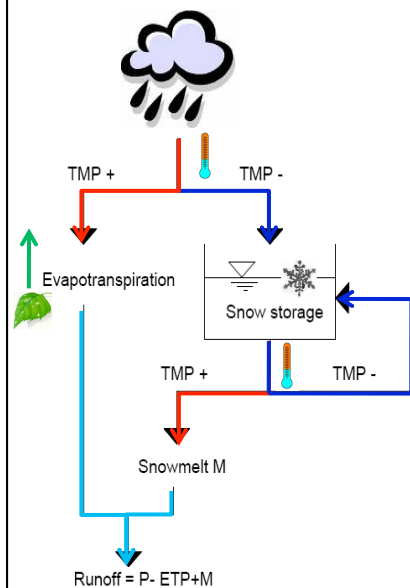 TMP +
TMP -
Evapotranspiration
Snow storage
TMP +
TMP -
Snowmelt M
Runoff = P- ETP+M